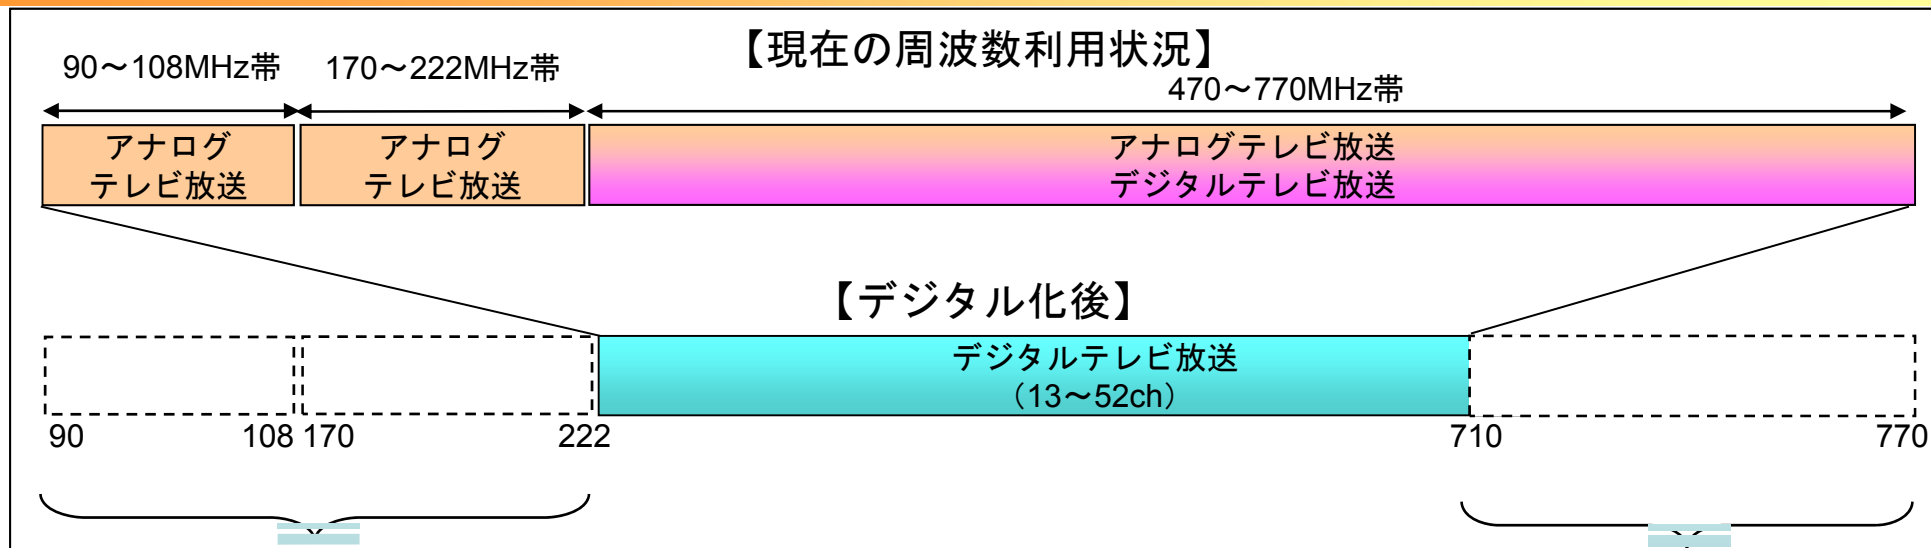 【現在の周波数利用状況】
90～108MHz帯
170～222MHz帯
470～770MHz帯
アナログ
テレビ放送
アナログ
テレビ放送
アナログテレビ放送
デジタルテレビ放送
【デジタル化後】
デジタルテレビ放送
（13～52ch）
90
108
170
222
710
770